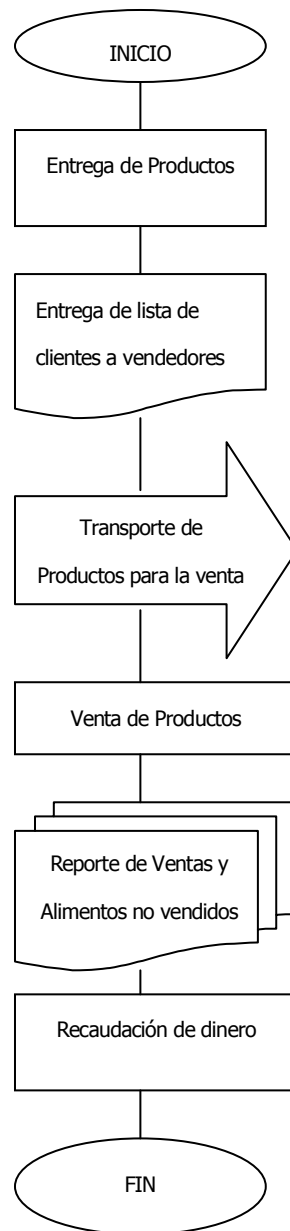 INICIO
Entrega de Productos
Entrega de lista de
clientes a vendedores
Transporte de
Productos para la venta
Venta de Productos
Reporte de Ventas y
Alimentos no vendidos
Recaudación de dinero
FIN